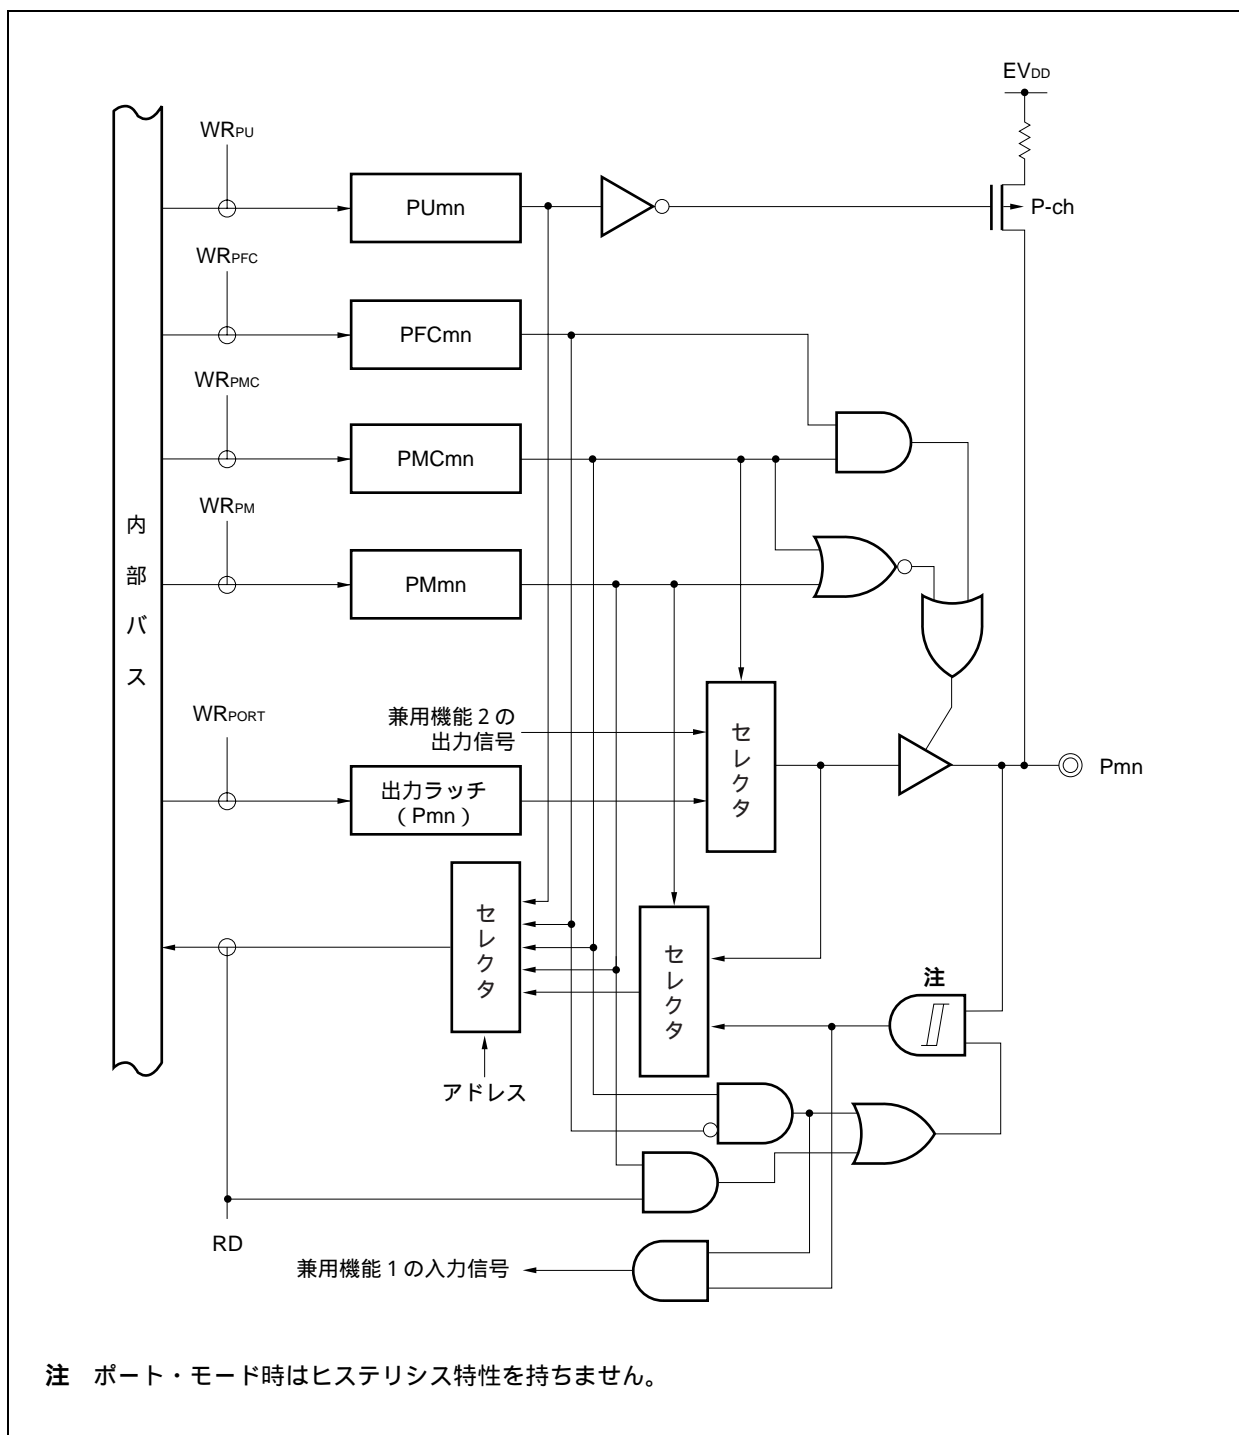 EVDD
WRPU
PUmn
P-ch
WRPFC
PFCmn
WRPMC
PMCmn
WRPM
PMmn
内部バス
WRPORT
兼用機能2の
出力信号
セレクタ
出力ラッチ
(Pmn)
Pmn
セレクタ
セレクタ
注
アドレス
RD
兼用機能1の入力信号
注 ポート・モード時はヒステリシス特性を持ちません。